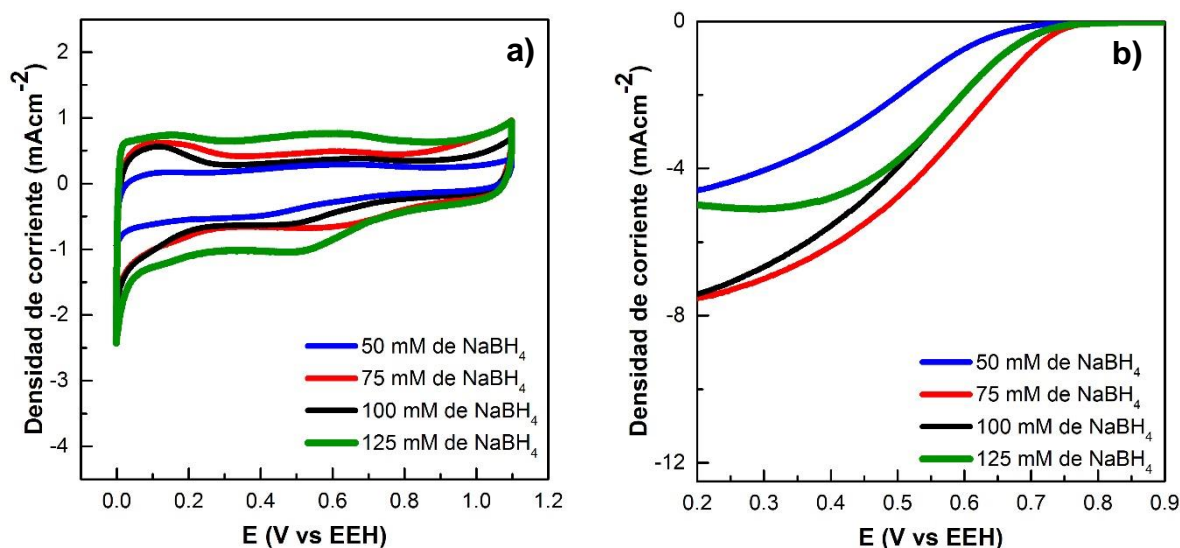 a)
Densidad de corriente (mAcm-2)
2
1
0
-1
-2
-3
-4
50 mM de NaBH4
75 mM de NaBH4
100 mM de NaBH4
125 mM de NaBH4
0.0 0.2 0.4 0.6 0.8 1.0 1.2
E (V vs EEH)
b)
Densidad de corriente (mAcm-2)
0
-4
-8
-12
50 mM de NaBH4
75 mM de NaBH4
100 mM de NaBH4
125 mM de NaBH4
0.2 0.3 0.4 0.5 0.6 0.7 0.8 0.9
E (V vs EEH)